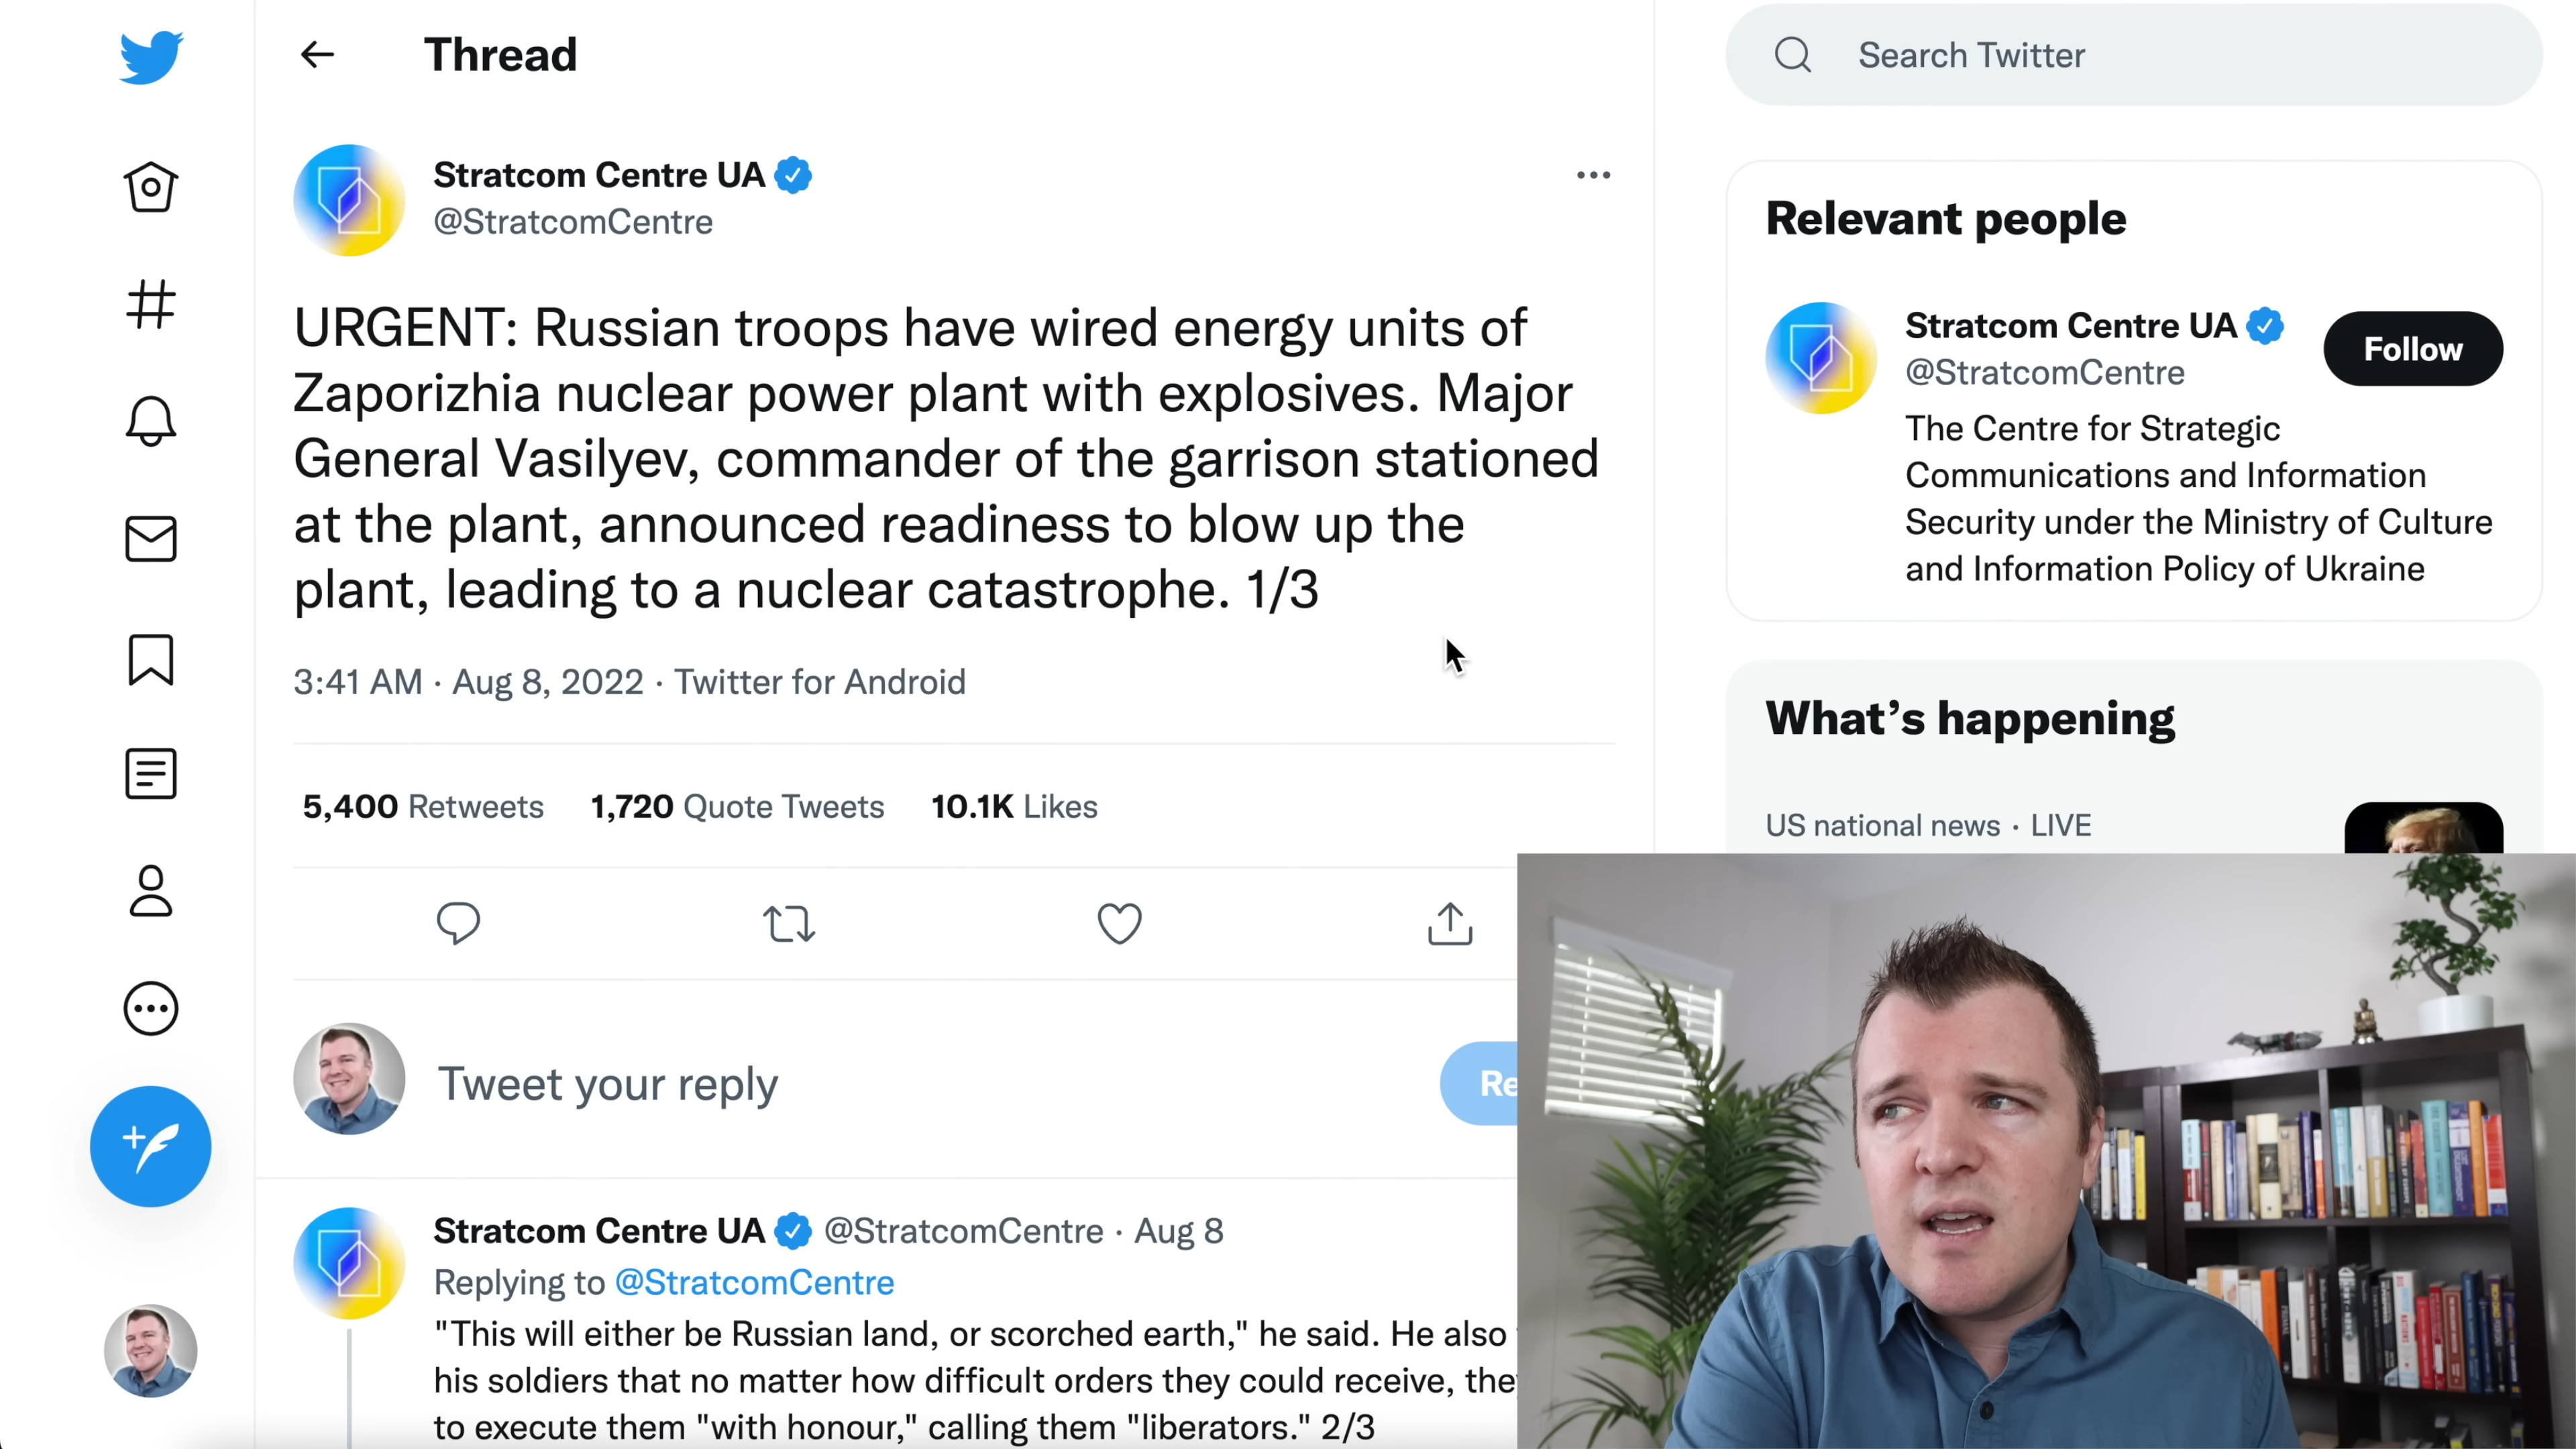 Thread
Stratcom Centre UA
@StratcomCentre
URGENT: Russian troops have wired energy units of
Zaporizhia nuclear power plant with explosives. Major
General Vasilyev, commander of the garrison stationed
at the plant, announced readiness to blow up the
plant, leading to a nuclear catastrophe. 1/3
3:41 AM · Aug 8, 2022 · Twitter for Android
5,400 Retweets 1,720 Quote Tweets 10.1K Likes
Tweet your reply
Re
Stratcom Centre UA @StratcomCentre · Aug 8
Replying to @StratcomCentre
"This will either be Russian land, or scorched earth," he said. He also
his soldiers that no matter how difficult orders they could receive, they
to execute them "with honour," calling them "liberators." 2/3
Search Twitter
Relevant people
Stratcom Centre UA
@StratcomCentre
Follow
The Centre for Strategic
Communications and Information
Security under the Ministry of Culture
and Information Policy of Ukraine
What's happening
US national news · LIVE